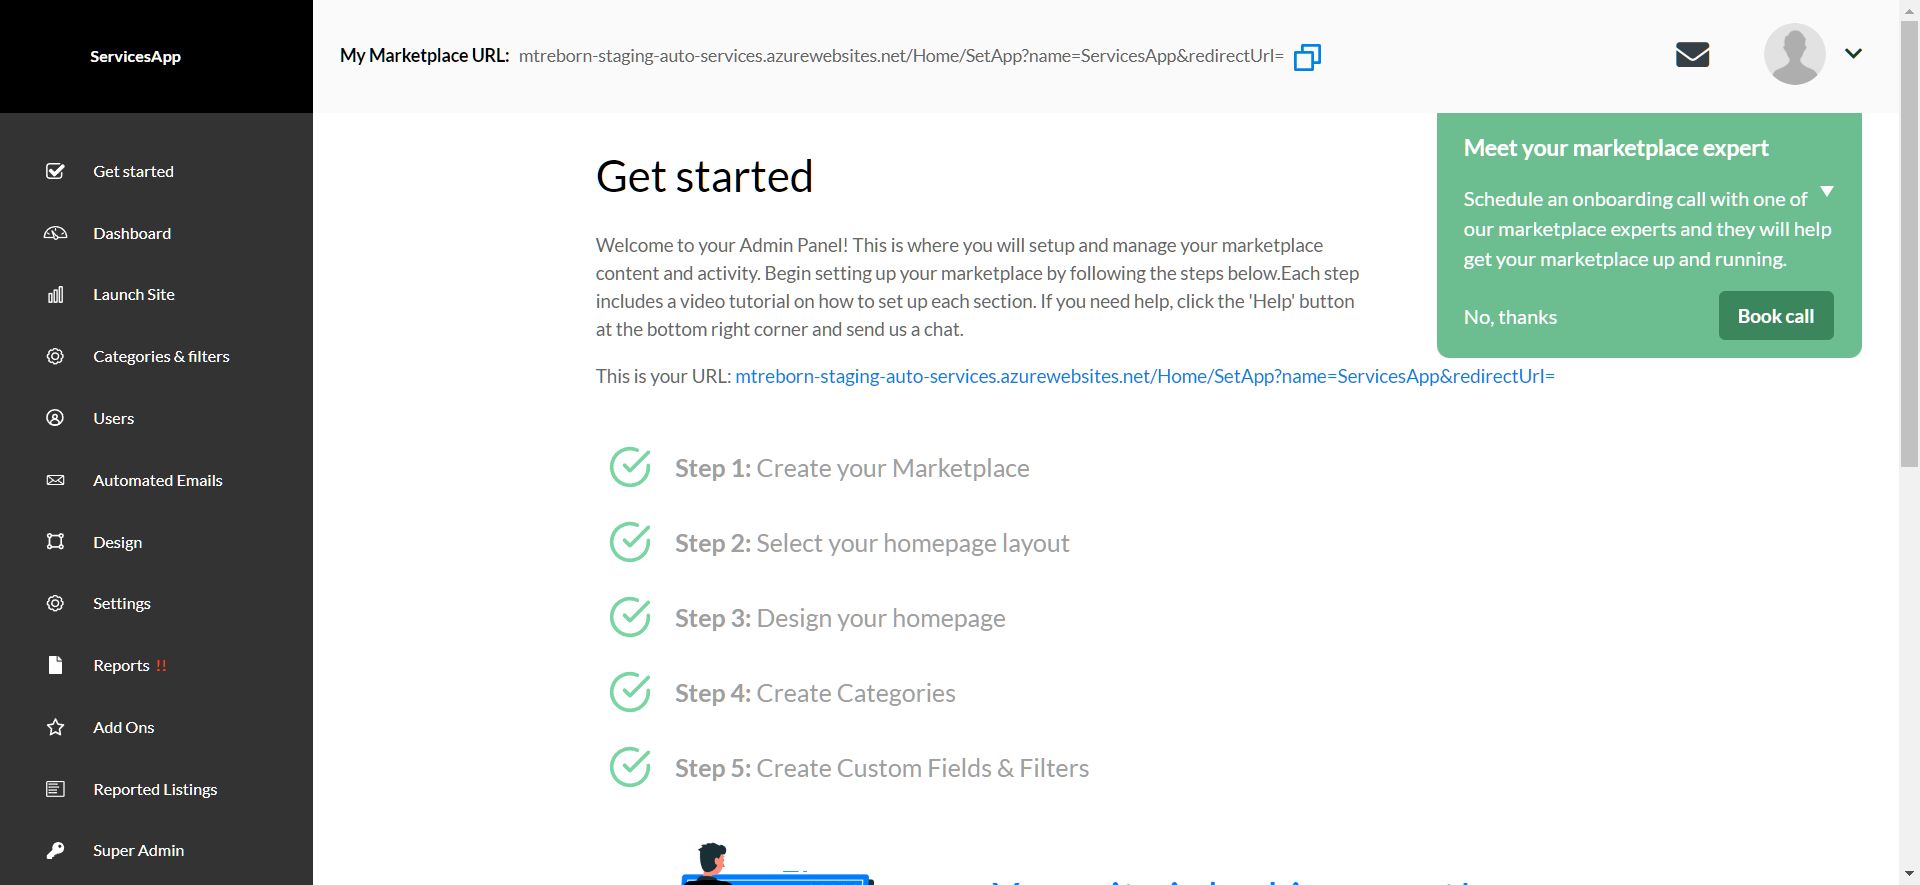 ServicesApp
My Marketplace URL: mtreborn-staging-auto-services.azurewebsites.net/Home/SetApp?name=ServicesApp&redirectUrl=
Get started
Dashboard
Launch Site
Categories & filters
Users
Automated Emails
Design
Settings
Reports !!
Add Ons
Reported Listings
Super Admin
Get started
Welcome to your Admin Panel! This is where you will setup and manage your marketplace
content and activity. Begin setting up your marketplace by following the steps below.Each step
includes a video tutorial on how to set up each section. If you need help, click the 'Help' button
at the bottom right corner and send us a chat.
This is your URL: mtreborn-staging-auto-services.azurewebsites.net/Home/SetApp?name=ServicesApp&redirectUrl=
Step 1: Create your Marketplace
Step 2: Select your homepage layout
Step 3: Design your homepage
Step 4: Create Categories
Step 5: Create Custom Fields & Filters
Meet your marketplace expert
Schedule an onboarding call with one of
our marketplace experts and they will help
get your marketplace up and running.
No, thanks
Book call